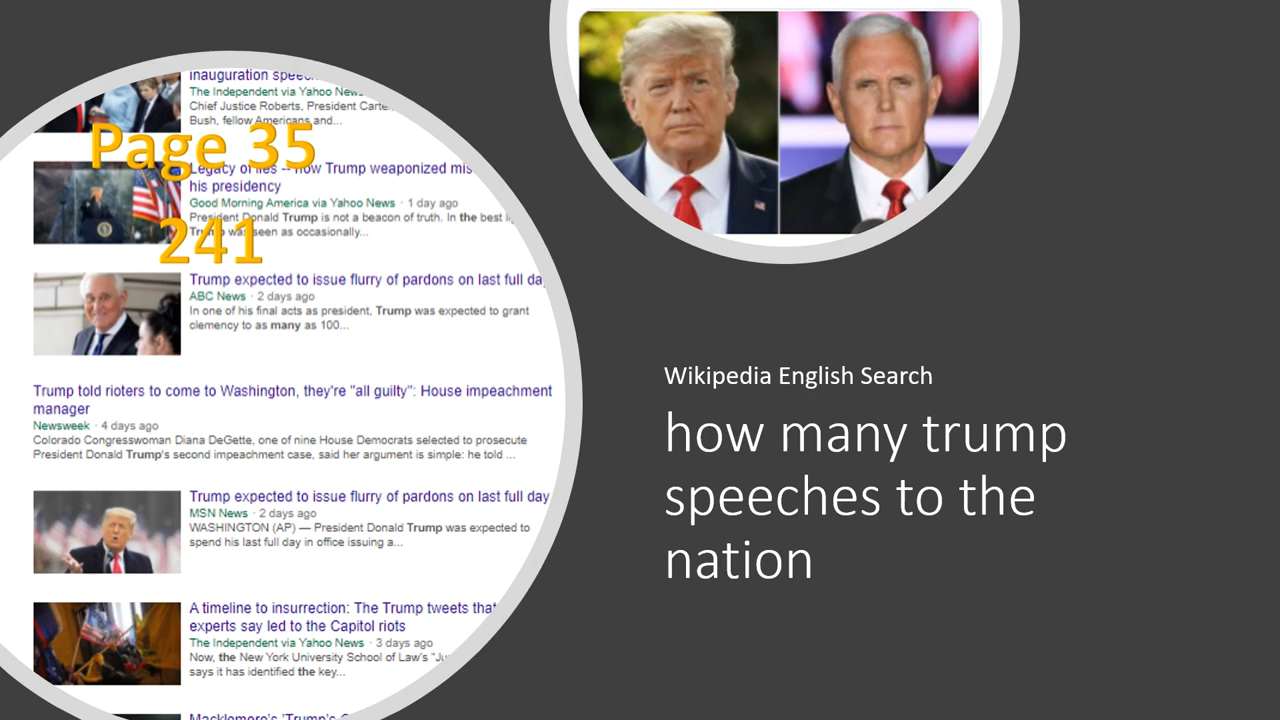 inauguration speec
The Independent via Yahoo News
Chief Justice Roberts, President Carter,
Bush, fellow Americans and...
Page 35
241
Legacy of lies -- how Trump weaponized mis
his presidency
Good Morning America via Yahoo News · 1 day ago
President Donald Trump is not a beacon of truth. In the best
Trump was seen as occasionally...
Trump expected to issue flurry of pardons on last full day
ABC News · 2 days ago
In one of his final acts as president, Trump was expected to grant
clemency to as many as 100...
Trump told rioters to come to Washington, they're "all guilty": House impeachment
manager
Newsweek · 4 days ago
Colorado Congresswoman Diana DeGette, one of nine House Democrats selected to prosecute
President Donald Trump's second impeachment case, said her argument is simple: he told ...
Trump expected to issue flurry of pardons on last full day
MSN News · 2 days ago
WASHINGTON (AP) — President Donald Trump was expected to
spend his last full day in office issuing a...
A timeline to insurrection: The Trump tweets that
experts say led to the Capitol riots
The Independent via Yahoo News · 3 days ago
Now, the New York University School of Law's "Ju
says it has identified the key...
Macklemore's 'Trump's
Wikipedia English Search
how many trump
speeches to the
nation